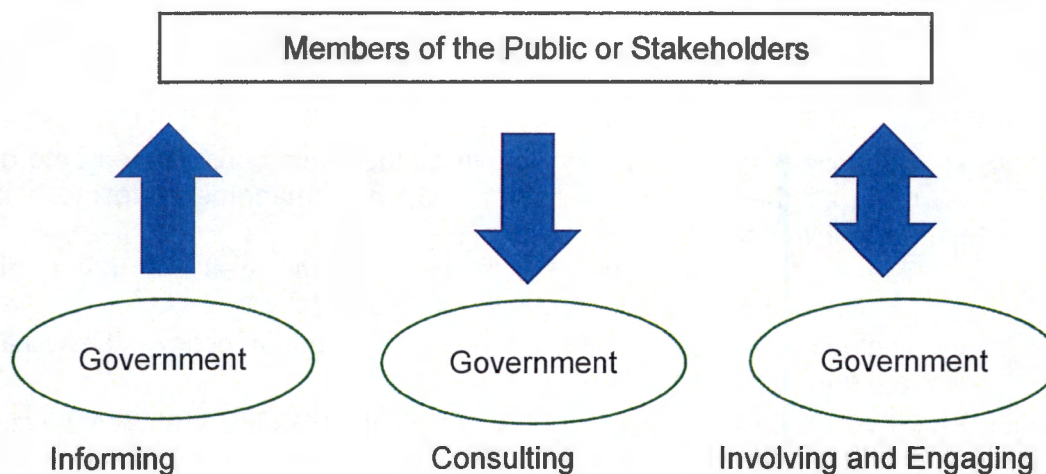 Members of the Public or Stakeholders
Government
Government
Government
Informing
Consulting
Involving and Engaging